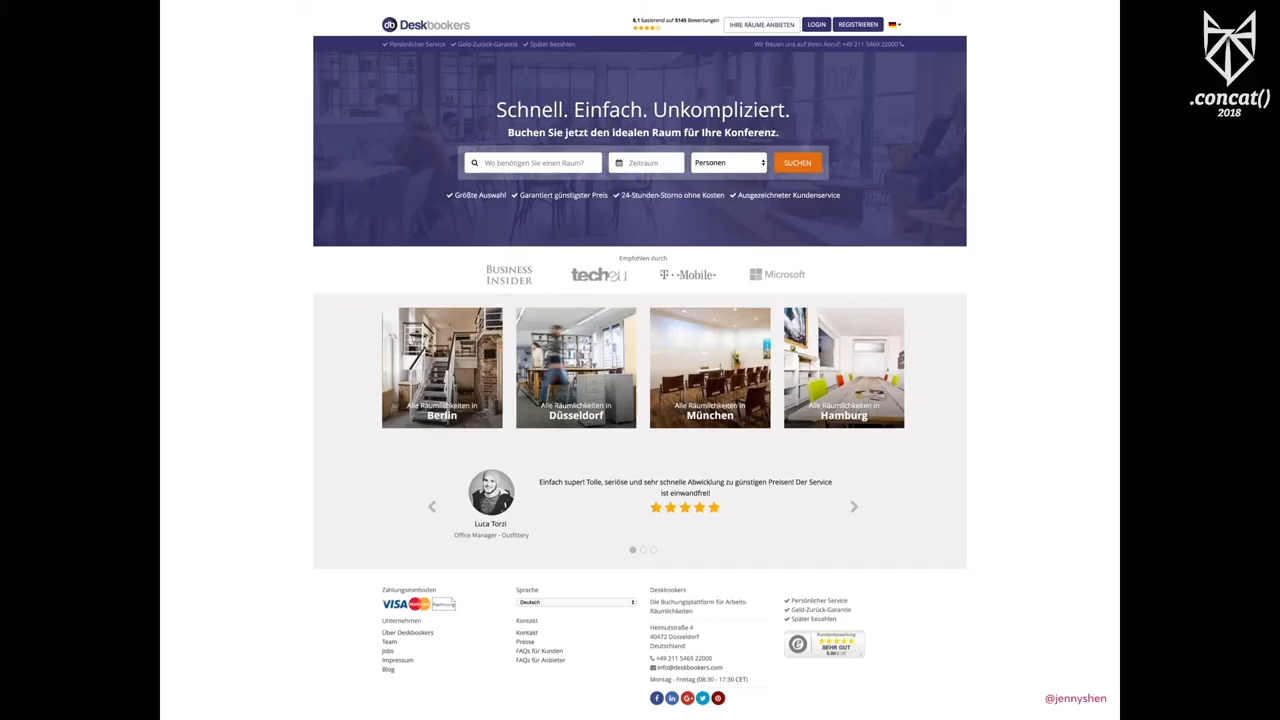 Deskbookers
8,1 basierend auf 5145 Bewertungen
IHRE RÄUME ANBIETEN
LOGIN
REGISTRIEREN
Persönlicher Service
Geld-Zurück-Garantie
Später bezahlen
Wir freuen uns auf Ihren Anruf: +49 211 5469 22000
Schnell. Einfach. Unkompliziert.
Buchen Sie jetzt den idealen Raum für Ihre Konferenz.
Wo benötigen Sie einen Raum?
Zeitraum
Personen
SUCHEN
Größte Auswahl
Garantiert günstigster Preis
24-Stunden-Storno ohne Kosten
Ausgezeichneter Kundenservice
Empfohlen durch
BUSINESS
INSIDER
tech eu
T··Mobile·
Microsoft
Alle Räumlichkeiten in
Berlin
Alle Räumlichkeiten in
Düsseldorf
Alle Räumlichkeiten in
München
Alle Räumlichkeiten in
Hamburg
Einfach super! Tolle, seriöse und sehr schnelle Abwicklung zu günstigen Preisen! Der Service
ist einwandfrei!
Luca Torzi
Office Manager - Outfittery
Zahlungsmethoden
VISA
MasterCard
Rechnung
Unternehmen
Über Deskbookers
Team
Jobs
Impressum
Blog
Sprache
Deutsch
Kontakt
Kontakt
Presse
FAQs für Kunden
FAQs für Anbieter
Deskbookers
Die Buchungsplattform für Arbeits-
Räumlichkeiten
Helmutstraße 4
40472 Düsseldorf
Deutschland
+49 211 5469 22000
info@deskbookers.com
Montag - Freitag (08:30 - 17:30 CET)
Persönlicher Service
Geld-Zurück-Garantie
Später bezahlen
Kundenbewertung
SEHR GUT
5.00/5.00
.concat()
2018
@jennyshen